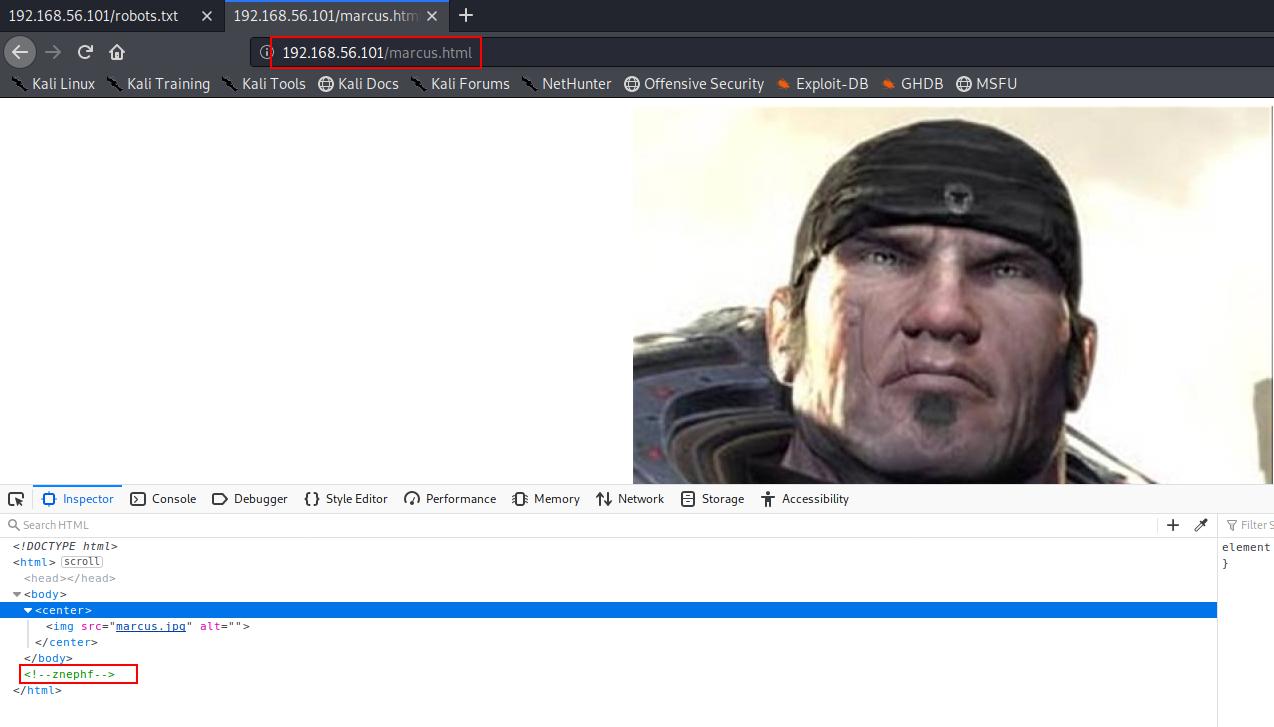 192.168.56.101/robots.txt 192.168.56.101/marcus.htm
192.168.56.101/marcus.html
Kali Linux Kali Training Kali Tools Kali Docs Kali Forums NetHunter Offensive Security Exploit-DB GHDB MSFU
Inspector Console Debugger {} Style Editor Performance Memory Network Storage Accessibility
Search HTML + Filter S
<!DOCTYPE html>
<html> scroll
<head></head>
<body>
<center>
<img src="marcus.jpg" alt="">
</center>
</body>
<!--znephf-->
</html>
element
}